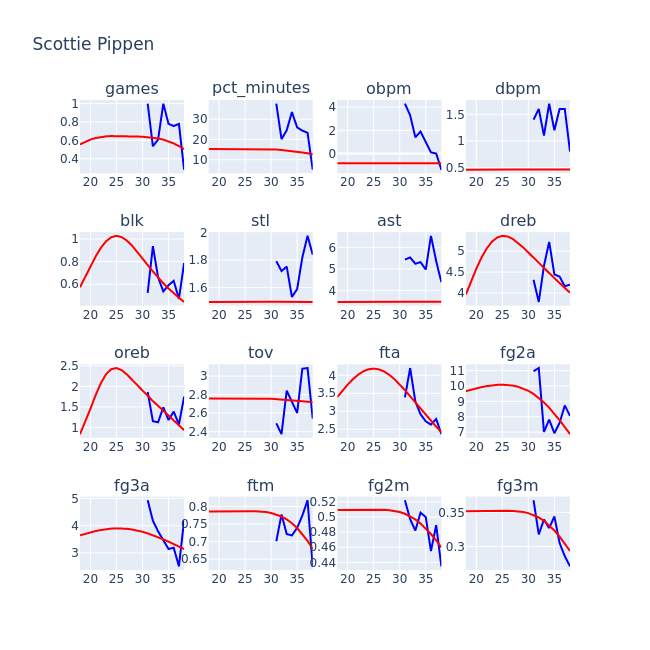 Scottie Pippen
games pct_minutes obpm dbpm
1 0.8 0.6 0.4 30 20 10 4 2 0 1.5 1 0.5
20 25 30 35 20 25 30 35 20 25 30 35 20 25 30 35
blk stl ast dreb
1 0.8 0.6 2 1.8 1.6 6 5 4 5 4.5 4
20 25 30 35 20 25 30 35 20 25 30 35 20 25 30 35
oreb tov fta fg2a
2.5 2 1.5 1 3 2.8 2.6 2.4 4 3.5 3 2.5 11 10 9 8 7
20 25 30 35 20 25 30 35 20 25 30 35 20 25 30 35
fg3a ftm fg2m fg3m
5 4 3 0.8 0.75 0.7 0.65 0.52 0.5 0.48 0.46 0.44 0.35 0.3
20 25 30 35 20 25 30 35 20 25 30 35 20 25 30 35